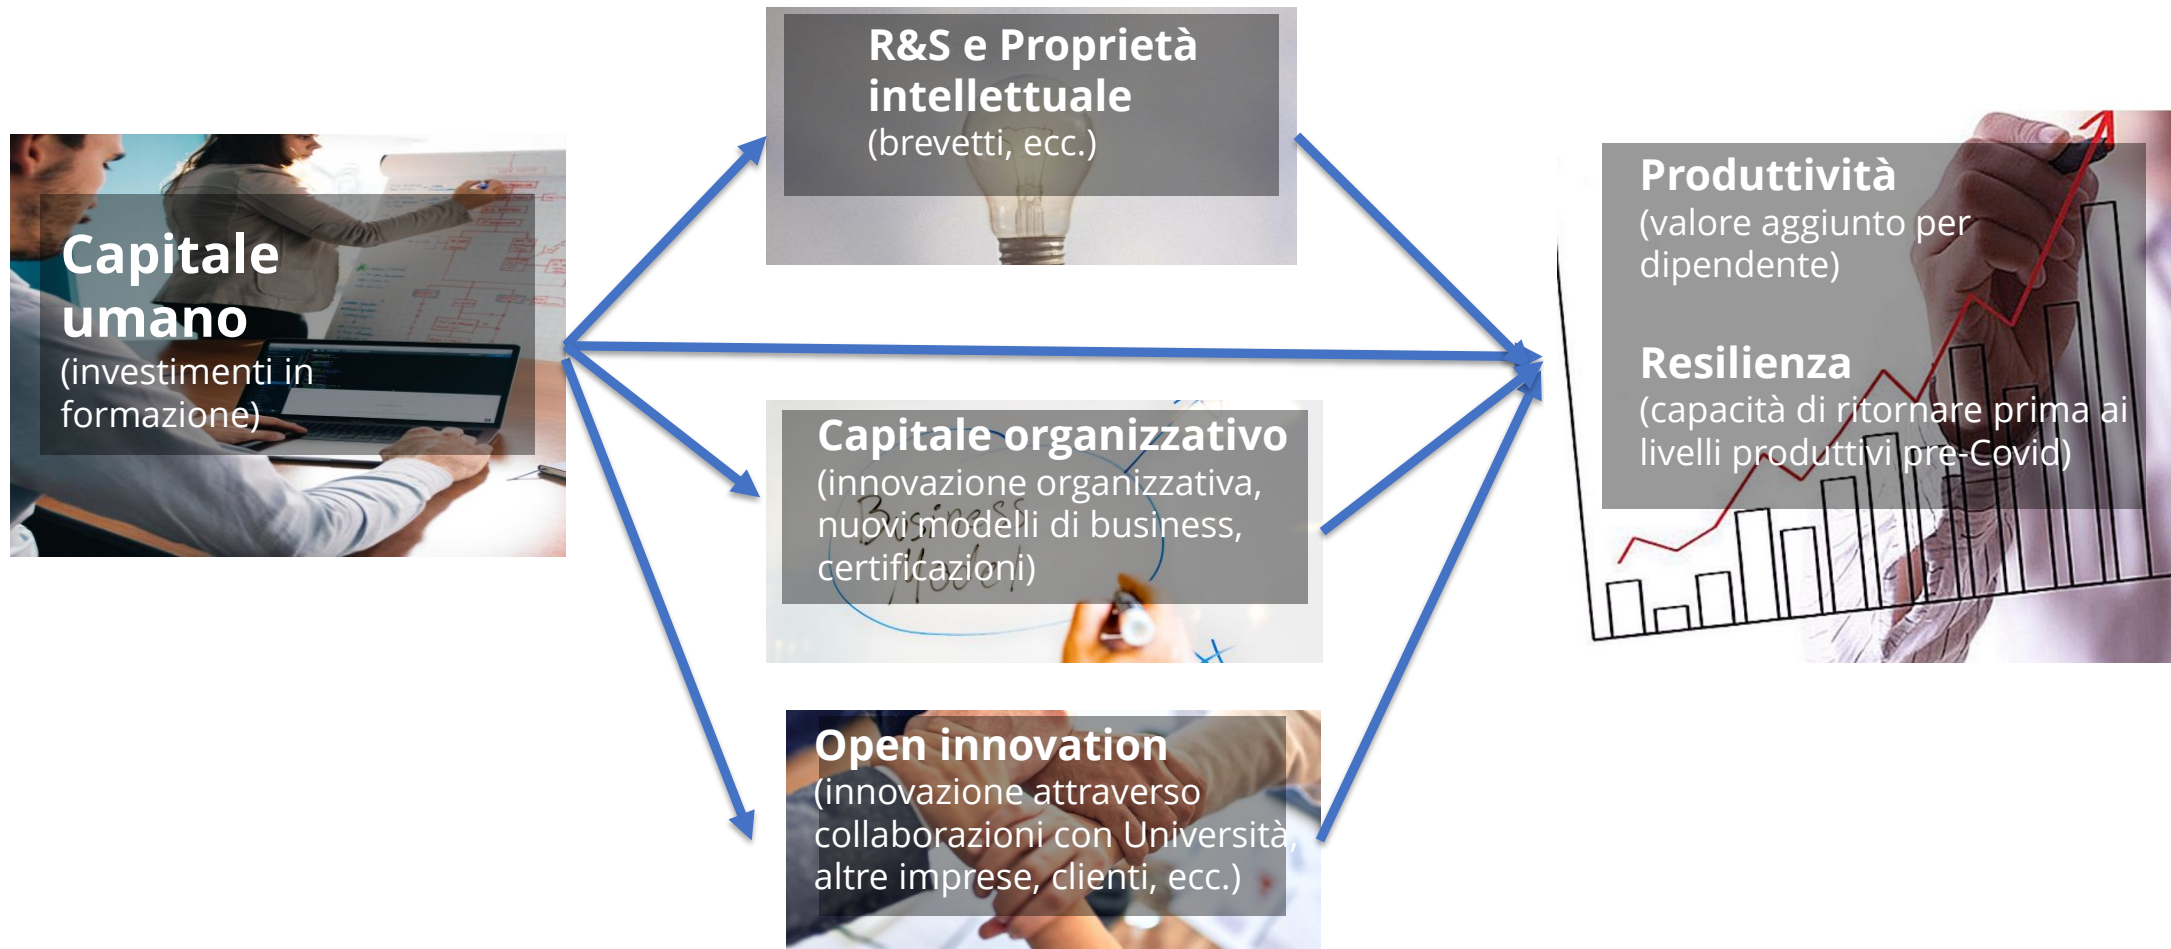 R&S e Proprietà
intellettuale
(brevetti, ecc.)
Capitale
umano
(investimenti in
formazione)
Produttività
(valore aggiunto per
dipendente)
Resilienza
(capacità di ritornare prima ai
livelli produttivi pre-Covid)
Capitale organizzativo
(innovazione organizzativa,
nuovi modelli di business,
certificazioni)
Business
Model
Open innovation
(innovazione attraverso
collaborazioni con Università,
altre imprese, clienti, ecc.)